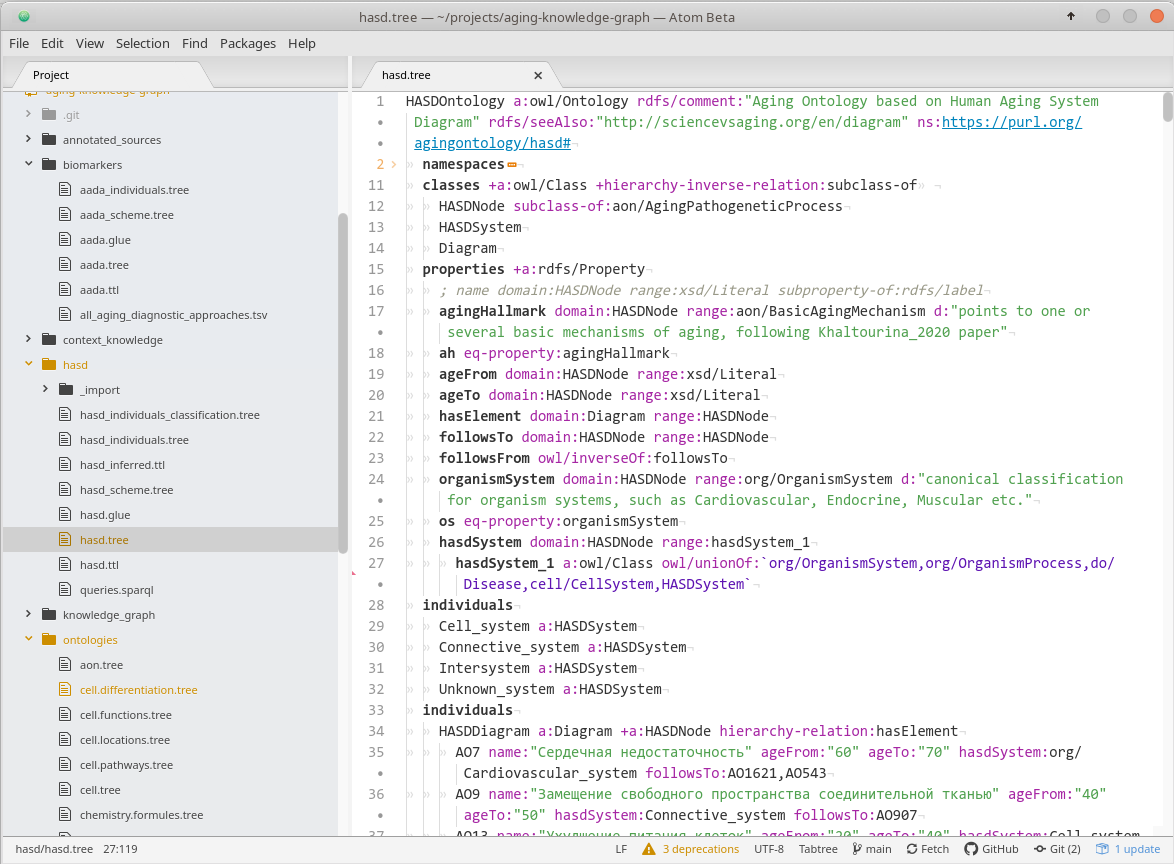 hasd.tree — ~/projects/aging-knowledge-graph — Atom Beta
File Edit View Selection Find Packages Help
Project
aging-knowledge-graph
.git
annotated_sources
biomarkers
aada_individuals.tree
aada_scheme.tree
aada.glue
aada.tree
aada.ttl
all_aging_diagnostic_approaches.tsv
context_knowledge
hasd
_import
hasd_individuals_classification.tree
hasd_individuals.tree
hasd_inferred.ttl
hasd_scheme.tree
hasd.glue
hasd.tree
hasd.ttl
queries.sparql
knowledge_graph
ontologies
aon.tree
cell.differentiation.tree
cell.functions.tree
cell.locations.tree
cell.pathways.tree
cell.tree
chemistry.formules.tree
hasd.tree
1 HASDOntology a:owl/Ontology rdfs/comment:"Aging Ontology based on Human Aging System
Diagram" rdfs/seeAlso:"http://sciencevsaging.org/en/diagram" ns:https://purl.org/
agingontology/hasd#
2 namespaces
11 classes +a:owl/Class +hierarchy-inverse-relation:subclass-of
12 HASDNode subclass-of:aon/AgingPathogeneticProcess
13 HASDSystem
14 Diagram
15 properties +a:rdfs/Property
16 ; name domain:HASDNode range:xsd/Literal subproperty-of:rdfs/label
17 agingHallmark domain:HASDNode range:aon/BasicAgingMechanism d:"points to one or
several basic mechanisms of aging, following Khaltourina_2020 paper"
18 ah eq-property:agingHallmark
19 ageFrom domain:HASDNode range:xsd/Literal
20 ageTo domain:HASDNode range:xsd/Literal
21 hasElement domain:Diagram range:HASDNode
22 followsTo domain:HASDNode range:HASDNode
23 followsFrom owl/inverseOf:followsTo
24 organismSystem domain:HASDNode range:org/OrganismSystem d:"canonical classification
for organism systems, such as Cardiovascular, Endocrine, Muscular etc."
25 os eq-property:organismSystem
26 hasdSystem domain:HASDNode range:hasdSystem_1
27 hasdSystem_1 a:owl/Class owl/unionOf:`org/OrganismSystem,org/OrganismProcess,do/
Disease,cell/CellSystem,HASDSystem`
28 individuals
29 Cell_system a:HASDSystem
30 Connective_system a:HASDSystem
31 Intersystem a:HASDSystem
32 Unknown_system a:HASDSystem
33 individuals
34 HASDDiagram a:Diagram +a:HASDNode hierarchy-relation:hasElement
35 AO7 name:"Сердечная недостаточность" ageFrom:"60" ageTo:"70" hasdSystem:org/
Cardiovascular_system followsTo:AO1621,AO543
36 AO9 name:"Замещение свободного пространства соединительной тканью" ageFrom:"40"
ageTo:"50" hasdSystem:Connective_system followsTo:AO907
37 AO13 name:"Ухудшение питания клеток" ageFrom:"20" ageTo:"40" hasdSystem:Cell_system
hasd/hasd.tree 27:119 LF 3 deprecations UTF-8 Tabtree main Fetch GitHub Git (2) 1 update